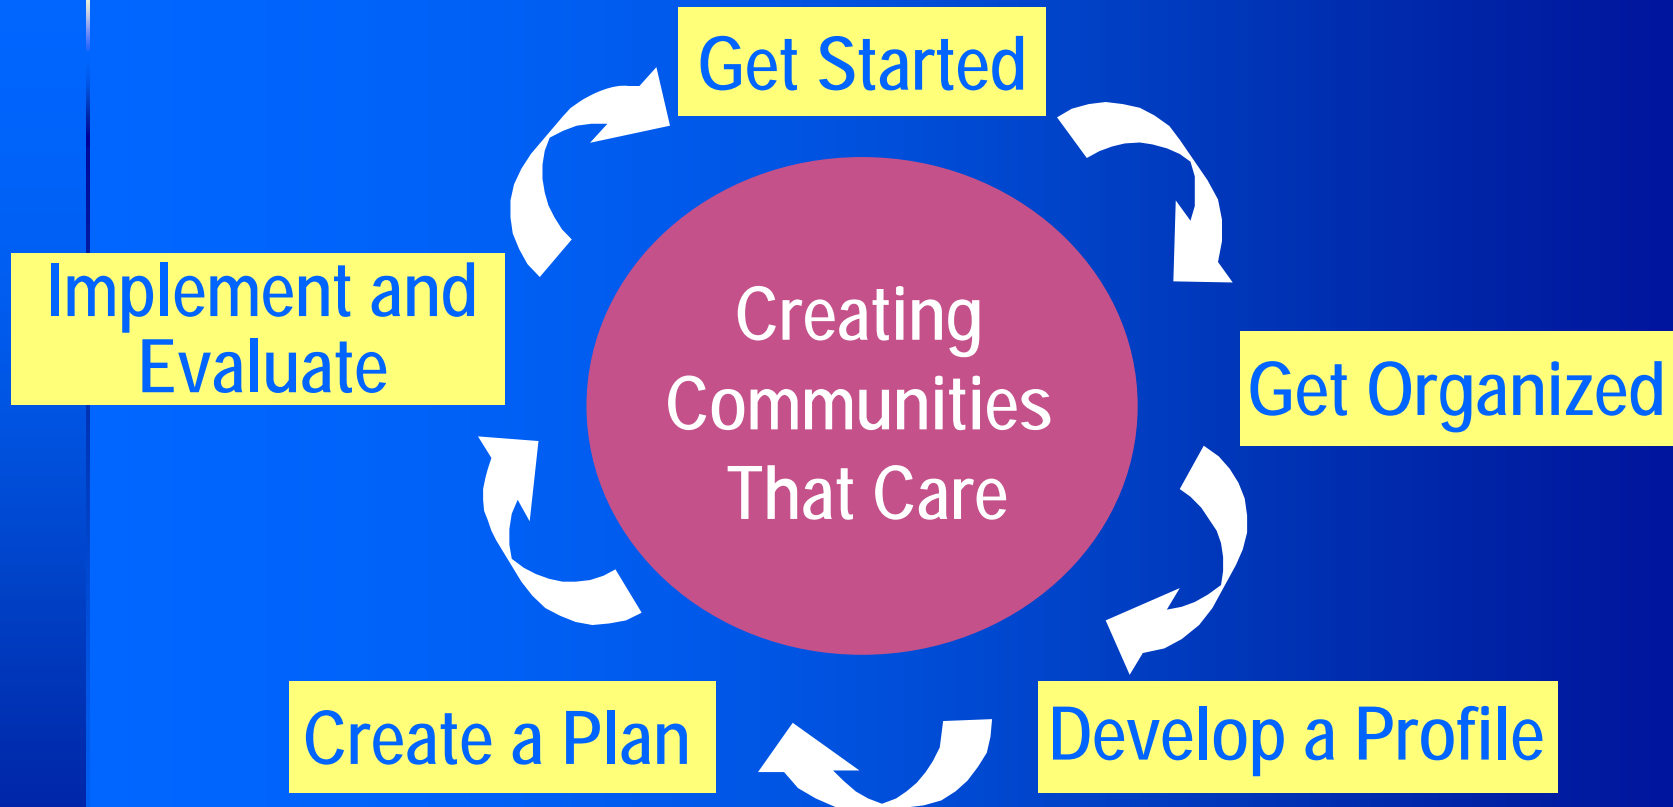 Get Started
Implement and
Evaluate
Creating
Communities
That Care
Get Organized
Create a Plan
Develop a Profile